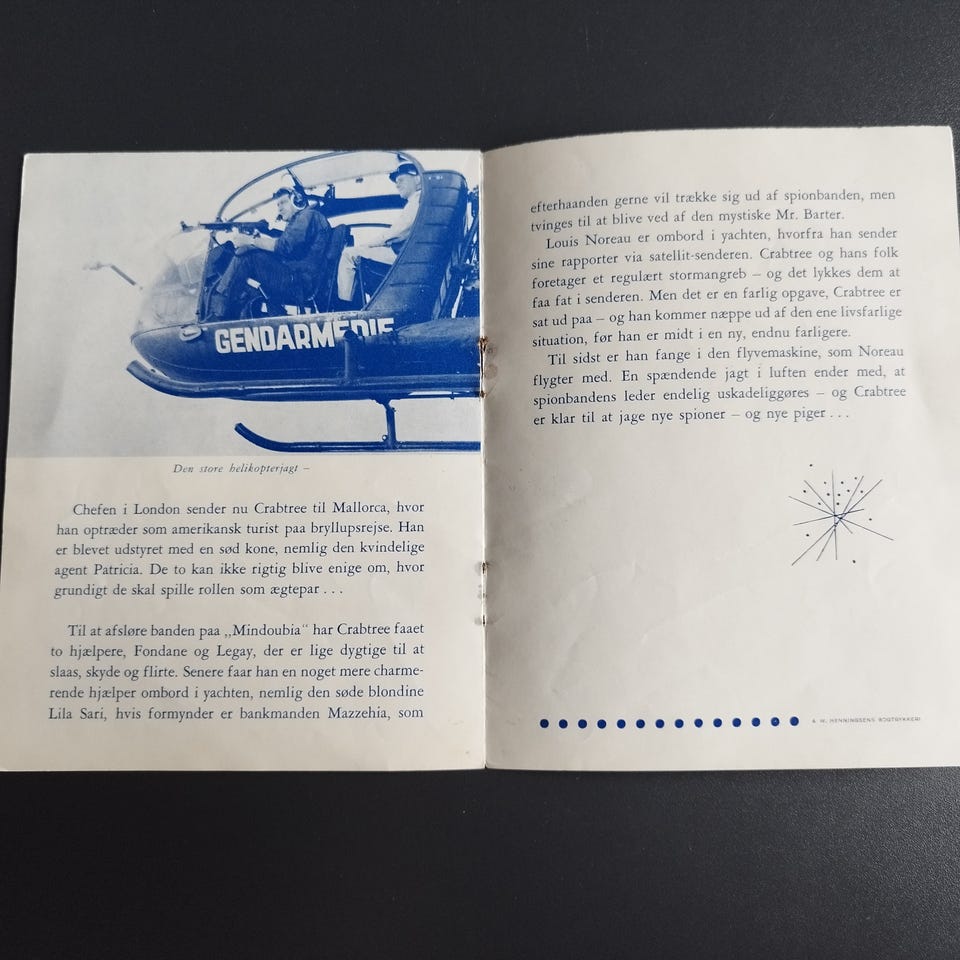 GENDARMERIE
Den store helikopterjagt –
Chefen i London sender nu Crabtree til Mallorca, hvor
han optræder som amerikansk turist paa bryllupsrejse. Han
er blevet udstyret med en sød kone, nemlig den kvindelige
agent Patricia. De to kan ikke rigtig blive enige om, hvor
grundigt de skal spille rollen som ægtepar . . .
Til at afsløre banden paa „Mindoubia“ har Crabtree faaet
to hjælpere, Fondane og Legay, der er lige dygtige til at
slaas, skyde og flirte. Senere faar han en noget mere charme-
rende hjælper ombord i yachten, nemlig den søde blondine
Lila Sari, hvis formynder er bankmanden Mazzehia, som
efterhaanden gerne vil trække sig ud af spionbanden, men
tvinges til at blive ved af den mystiske Mr. Barter.
Louis Noreau er ombord i yachten, hvorfra han sender
sine rapporter via satellit-senderen. Crabtree og hans folk
foretager et regulært stormangreb – og det lykkes dem at
faa fat i senderen. Men det er en farlig opgave, Crabtree er
sat ud paa – og han kommer næppe ud af den ene livsfarlige
situation, før han er midt i en ny, endnu farligere.
Til sidst er han fange i den flyvemaskine, som Noreau
flygter med. En spændende jagt i luften ender med, at
spionbandens leder endelig uskadeliggøres – og Crabtree
er klar til at jage nye spioner – og nye piger . . .
A. W. HENNINGSENS BOGTRYKKERI